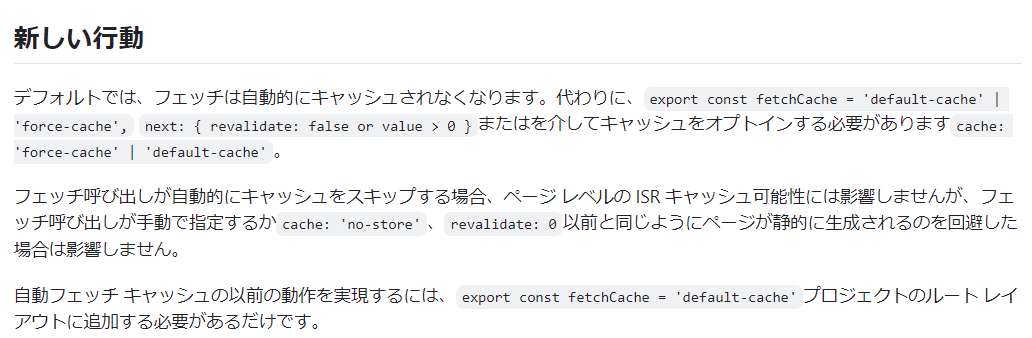 新しい行動
デフォルトでは、フェッチは自動的にキャッシュされなくなります。代わりに、export const fetchCache = 'default-cache' |
'force-cache', next: { revalidate: false or value > 0 } またはを介してキャッシュをオプトインする必要があります cache:
'force-cache' | 'default-cache' 。
フェッチ呼び出しが自動的にキャッシュをスキップする場合、ページ レベルの ISR キャッシュ可能性には影響しませんが、フェ
ッチ呼び出しが手動で指定するか cache: 'no-store' 、 revalidate: 0 以前と同じようにページが静的に生成されるのを回避した
場合は影響しません。
自動フェッチ キャッシュの以前の動作を実現するには、 export const fetchCache = 'default-cache' プロジェクトのルート レイ
アウトに追加する必要があるだけです。